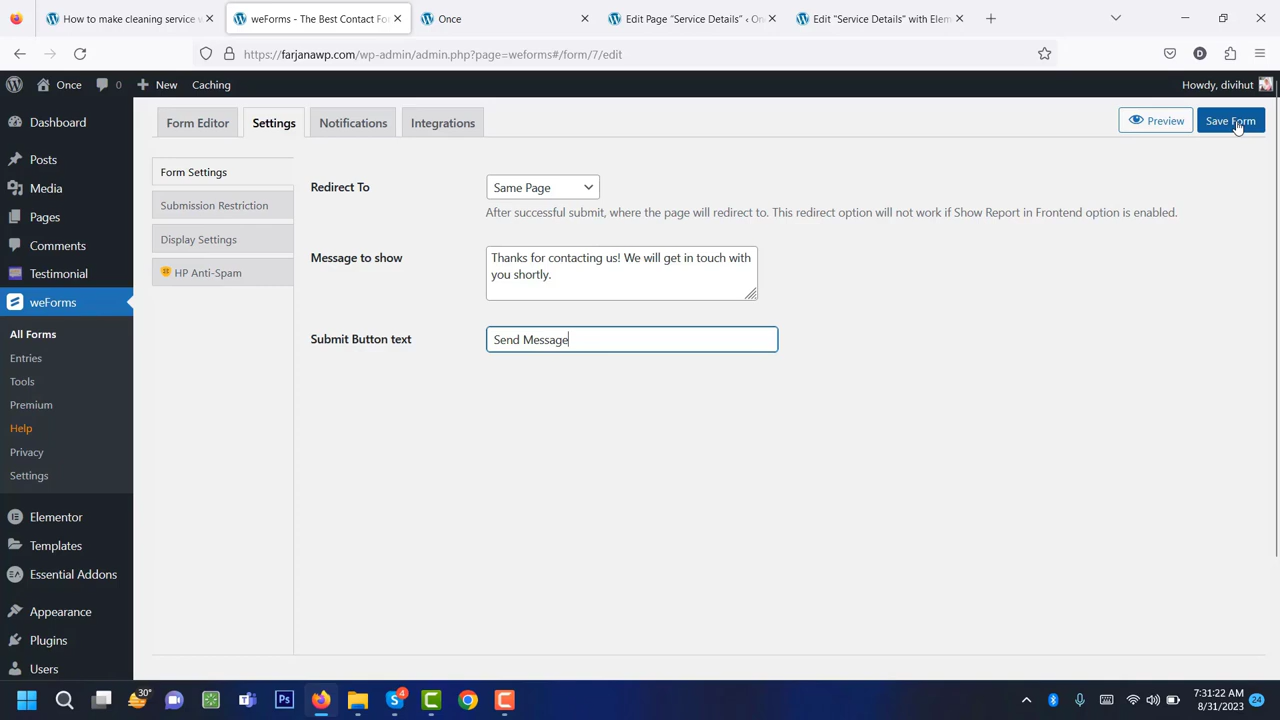 How to make cleaning service w
weForms - The Best Contact Fo
Once
Edit Page "Service Details" ‹ On
Edit "Service Details" with Elem
https://farjanawp.com/wp-admin/admin.php?page=weforms#/form/7/edit
D
Once
0
New
Caching
Howdy, divihut
Dashboard
Posts
Media
Pages
Comments
Testimonial
weForms
All Forms
Entries
Tools
Premium
Help
Privacy
Settings
Elementor
Templates
Essential Addons
Appearance
Plugins
Users
Form Editor
Settings
Notifications
Integrations
Preview
Save Form
Form Settings
Submission Restriction
Display Settings
HP Anti-Spam
Redirect To
Same Page
After successful submit, where the page will redirect to. This redirect option will not work if Show Report in Frontend option is enabled.
Message to show
Thanks for contacting us! We will get in touch with
you shortly.
Submit Button text
Send Message
30°
Ps
4
7:31:22 AM
8/31/2023
24